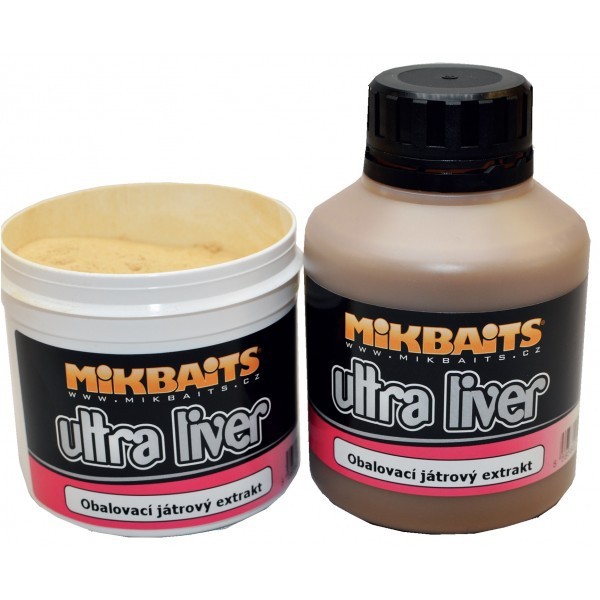 MiKBAiTS
WWW.MIKBAITS.CZ
ultra liver
Obalovací játrový extrakt
MiKBAiTS
WWW.MIKBAITS.CZ
ultra liver
Obalovací játrový extrakt